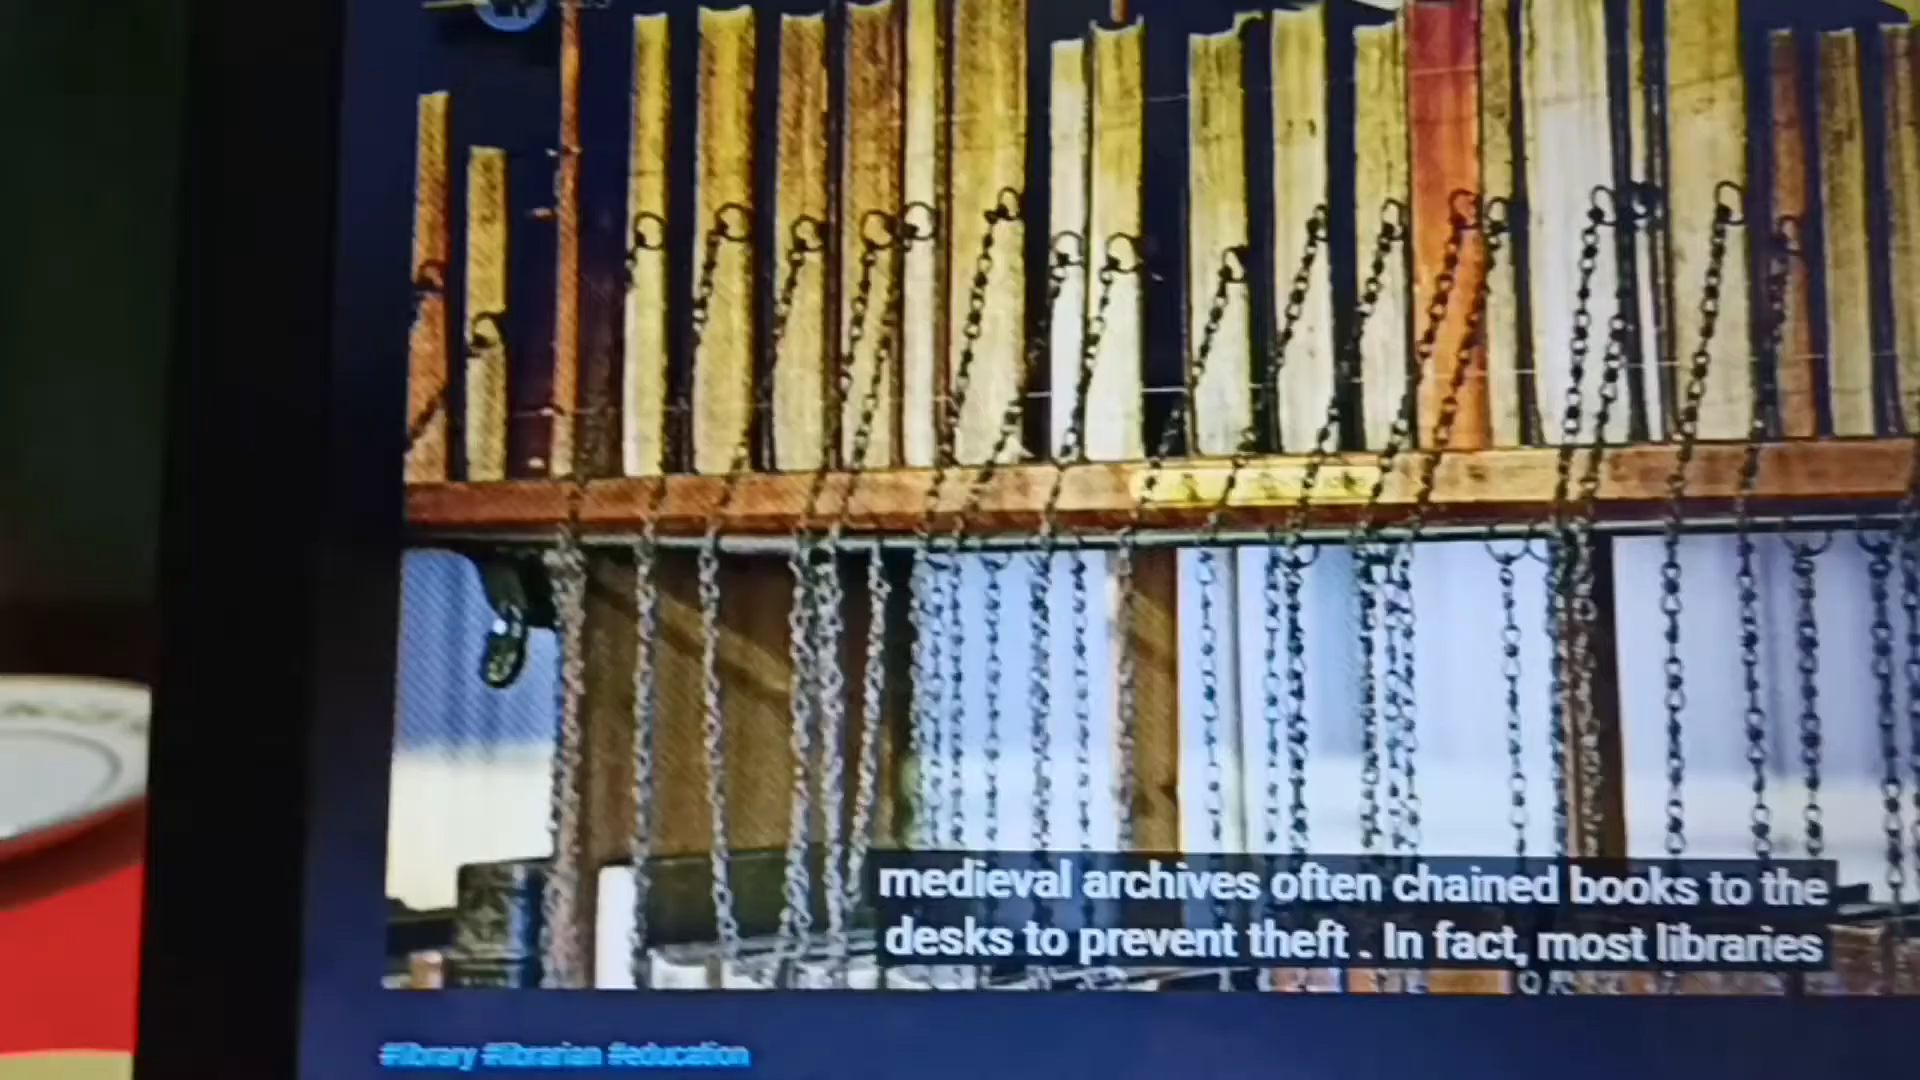 medieval archives often chained books to the
desks to prevent theft . In fact, most libraries
#library #librarian #education